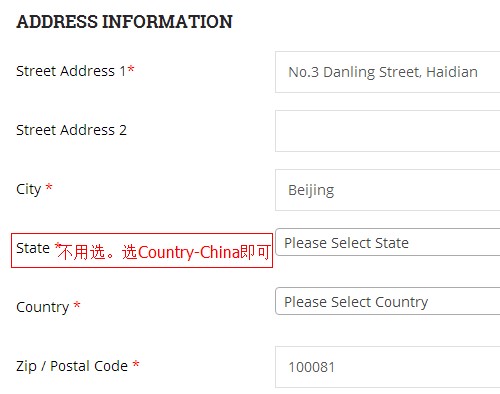 ADDRESS INFORMATION
Street Address 1* No.3 Danling Street, Haidian
Street Address 2
City * Beijing
State * 不用选。选Country-China即可 Please Select State
Country * Please Select Country
Zip / Postal Code * 100081